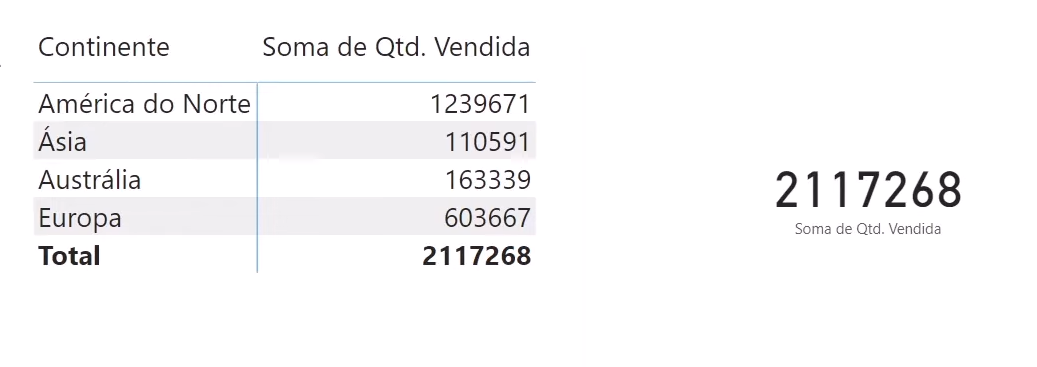 Continente Soma de Qtd. Vendida
América do Norte 1239671
Ásia 110591
Austrália 163339
Europa 603667
Total 2117268
2117268
Soma de Qtd. Vendida